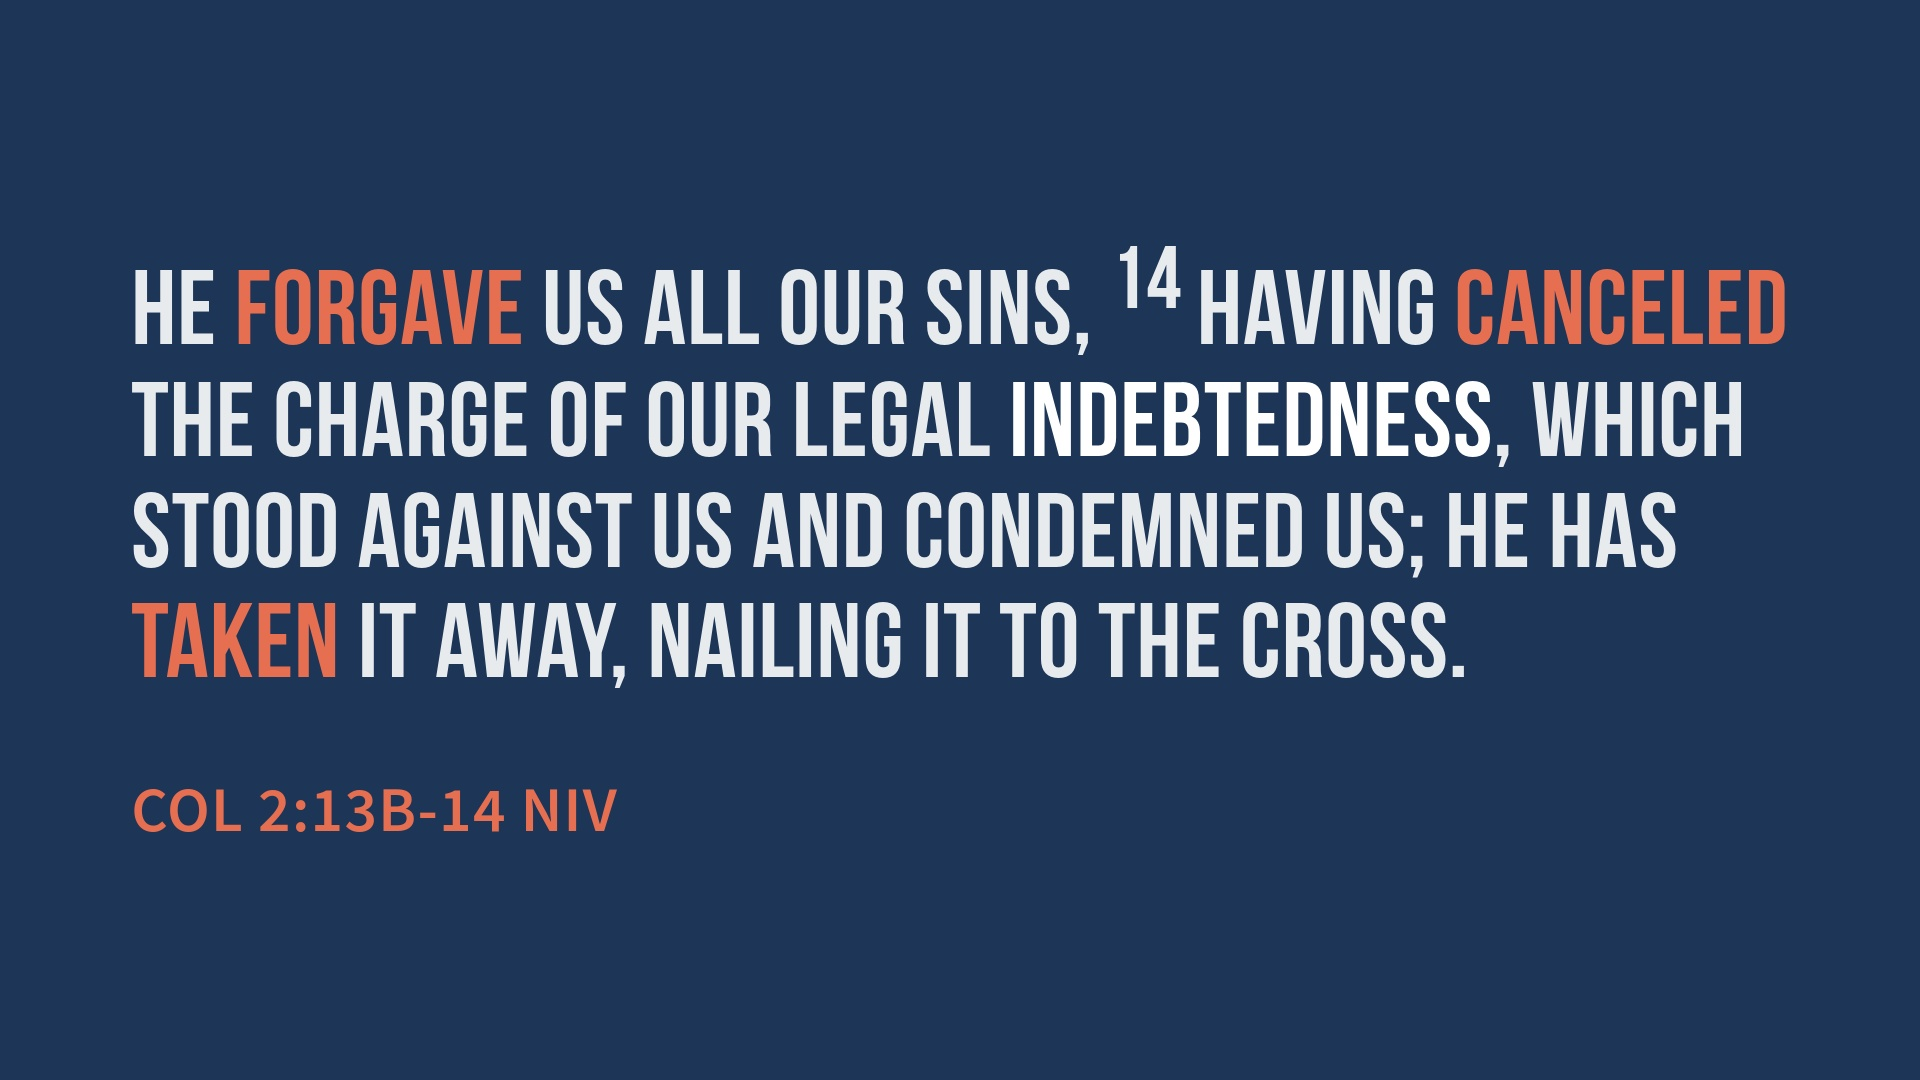 HE FORGAVE US ALL OUR SINS, 14 HAVING CANCELED
THE CHARGE OF OUR LEGAL INDEBTEDNESS, WHICH
STOOD AGAINST US AND CONDEMNED US; HE HAS
TAKEN IT AWAY, NAILING IT TO THE CROSS.
COL 2:13B-14 NIV